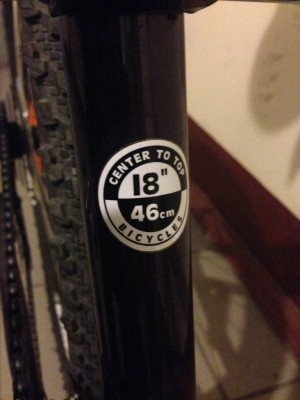 CENTER TO TOP
18"
46cm
BICYCLES